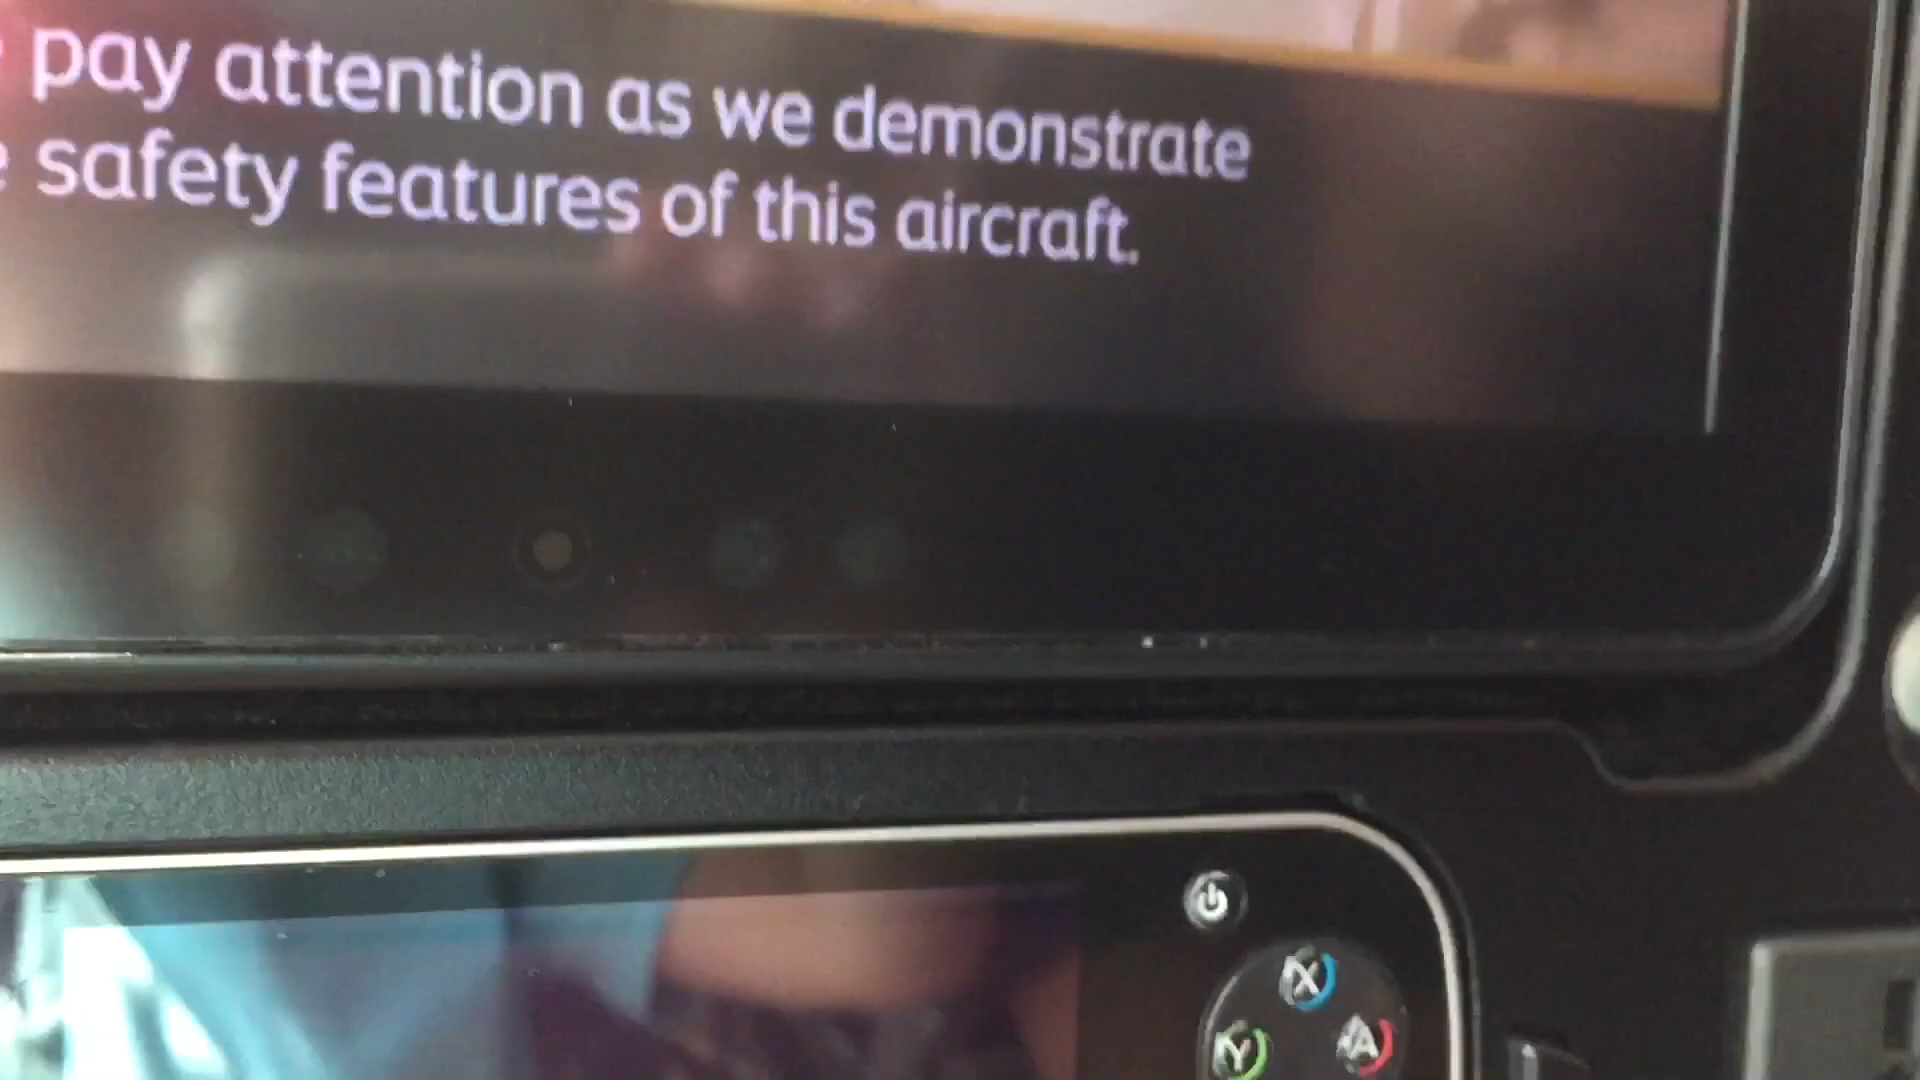 pay attention as we demonstrate
safety features of this aircraft.
X
Y
A